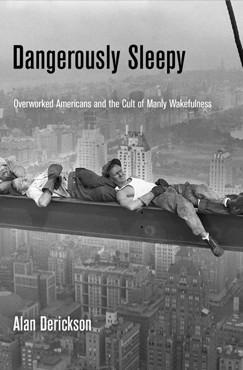 Dangerously Sleepy
Overworked Americans and the Cult of Manly Wakefulness
Alan Derickson